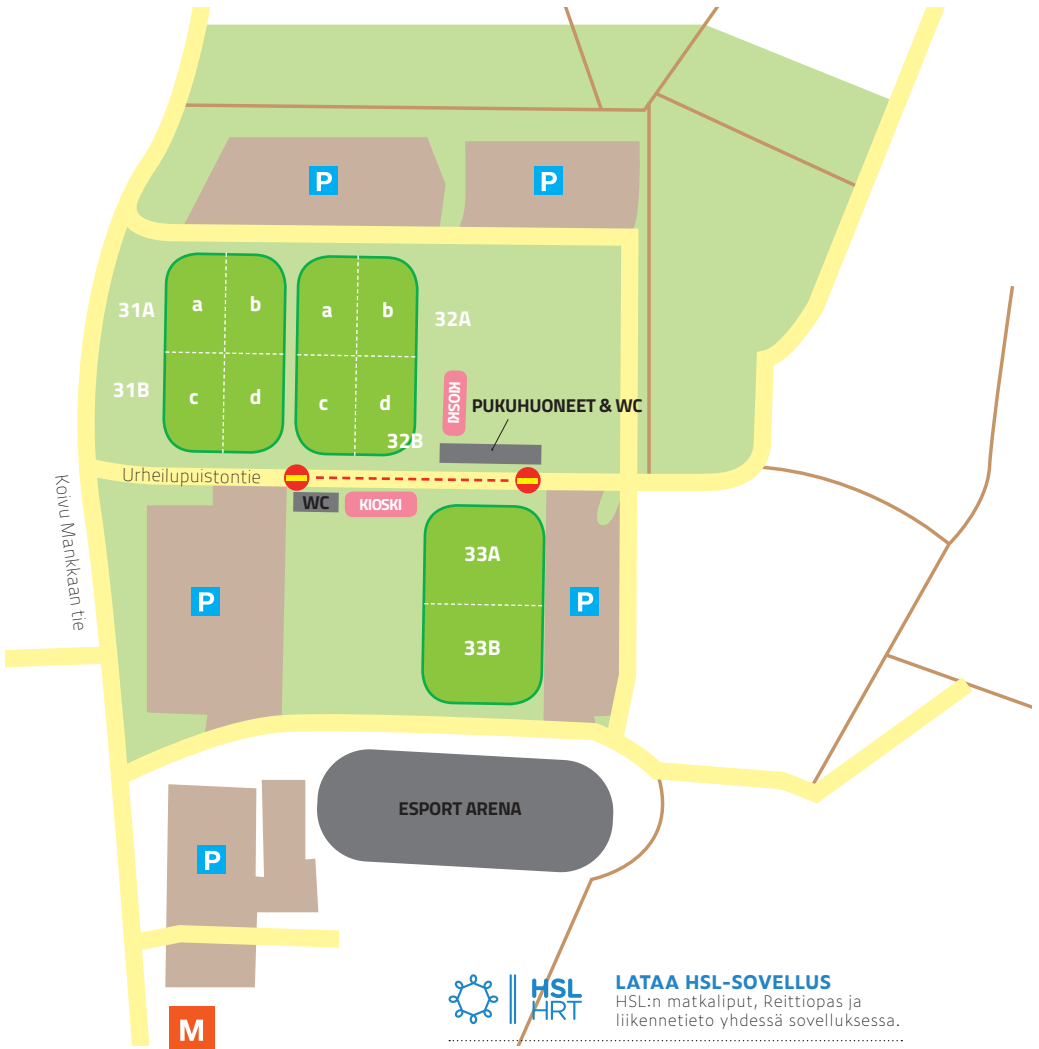 P
P
31A
a
b
a
b
32A
31B
c
d
c
d
32B
KIOSKI
PUKUHUONEET & WC
Urheilupuistontie
WC
KIOSKI
Koivu Mankkaan tie
33A
33B
P
P
ESPORT ARENA
P
M
HSL
HRT
LATAA HSL-SOVELLUS
HSL:n matkaliput, Reittiopas ja
liikennetieto yhdessä sovelluksessa.